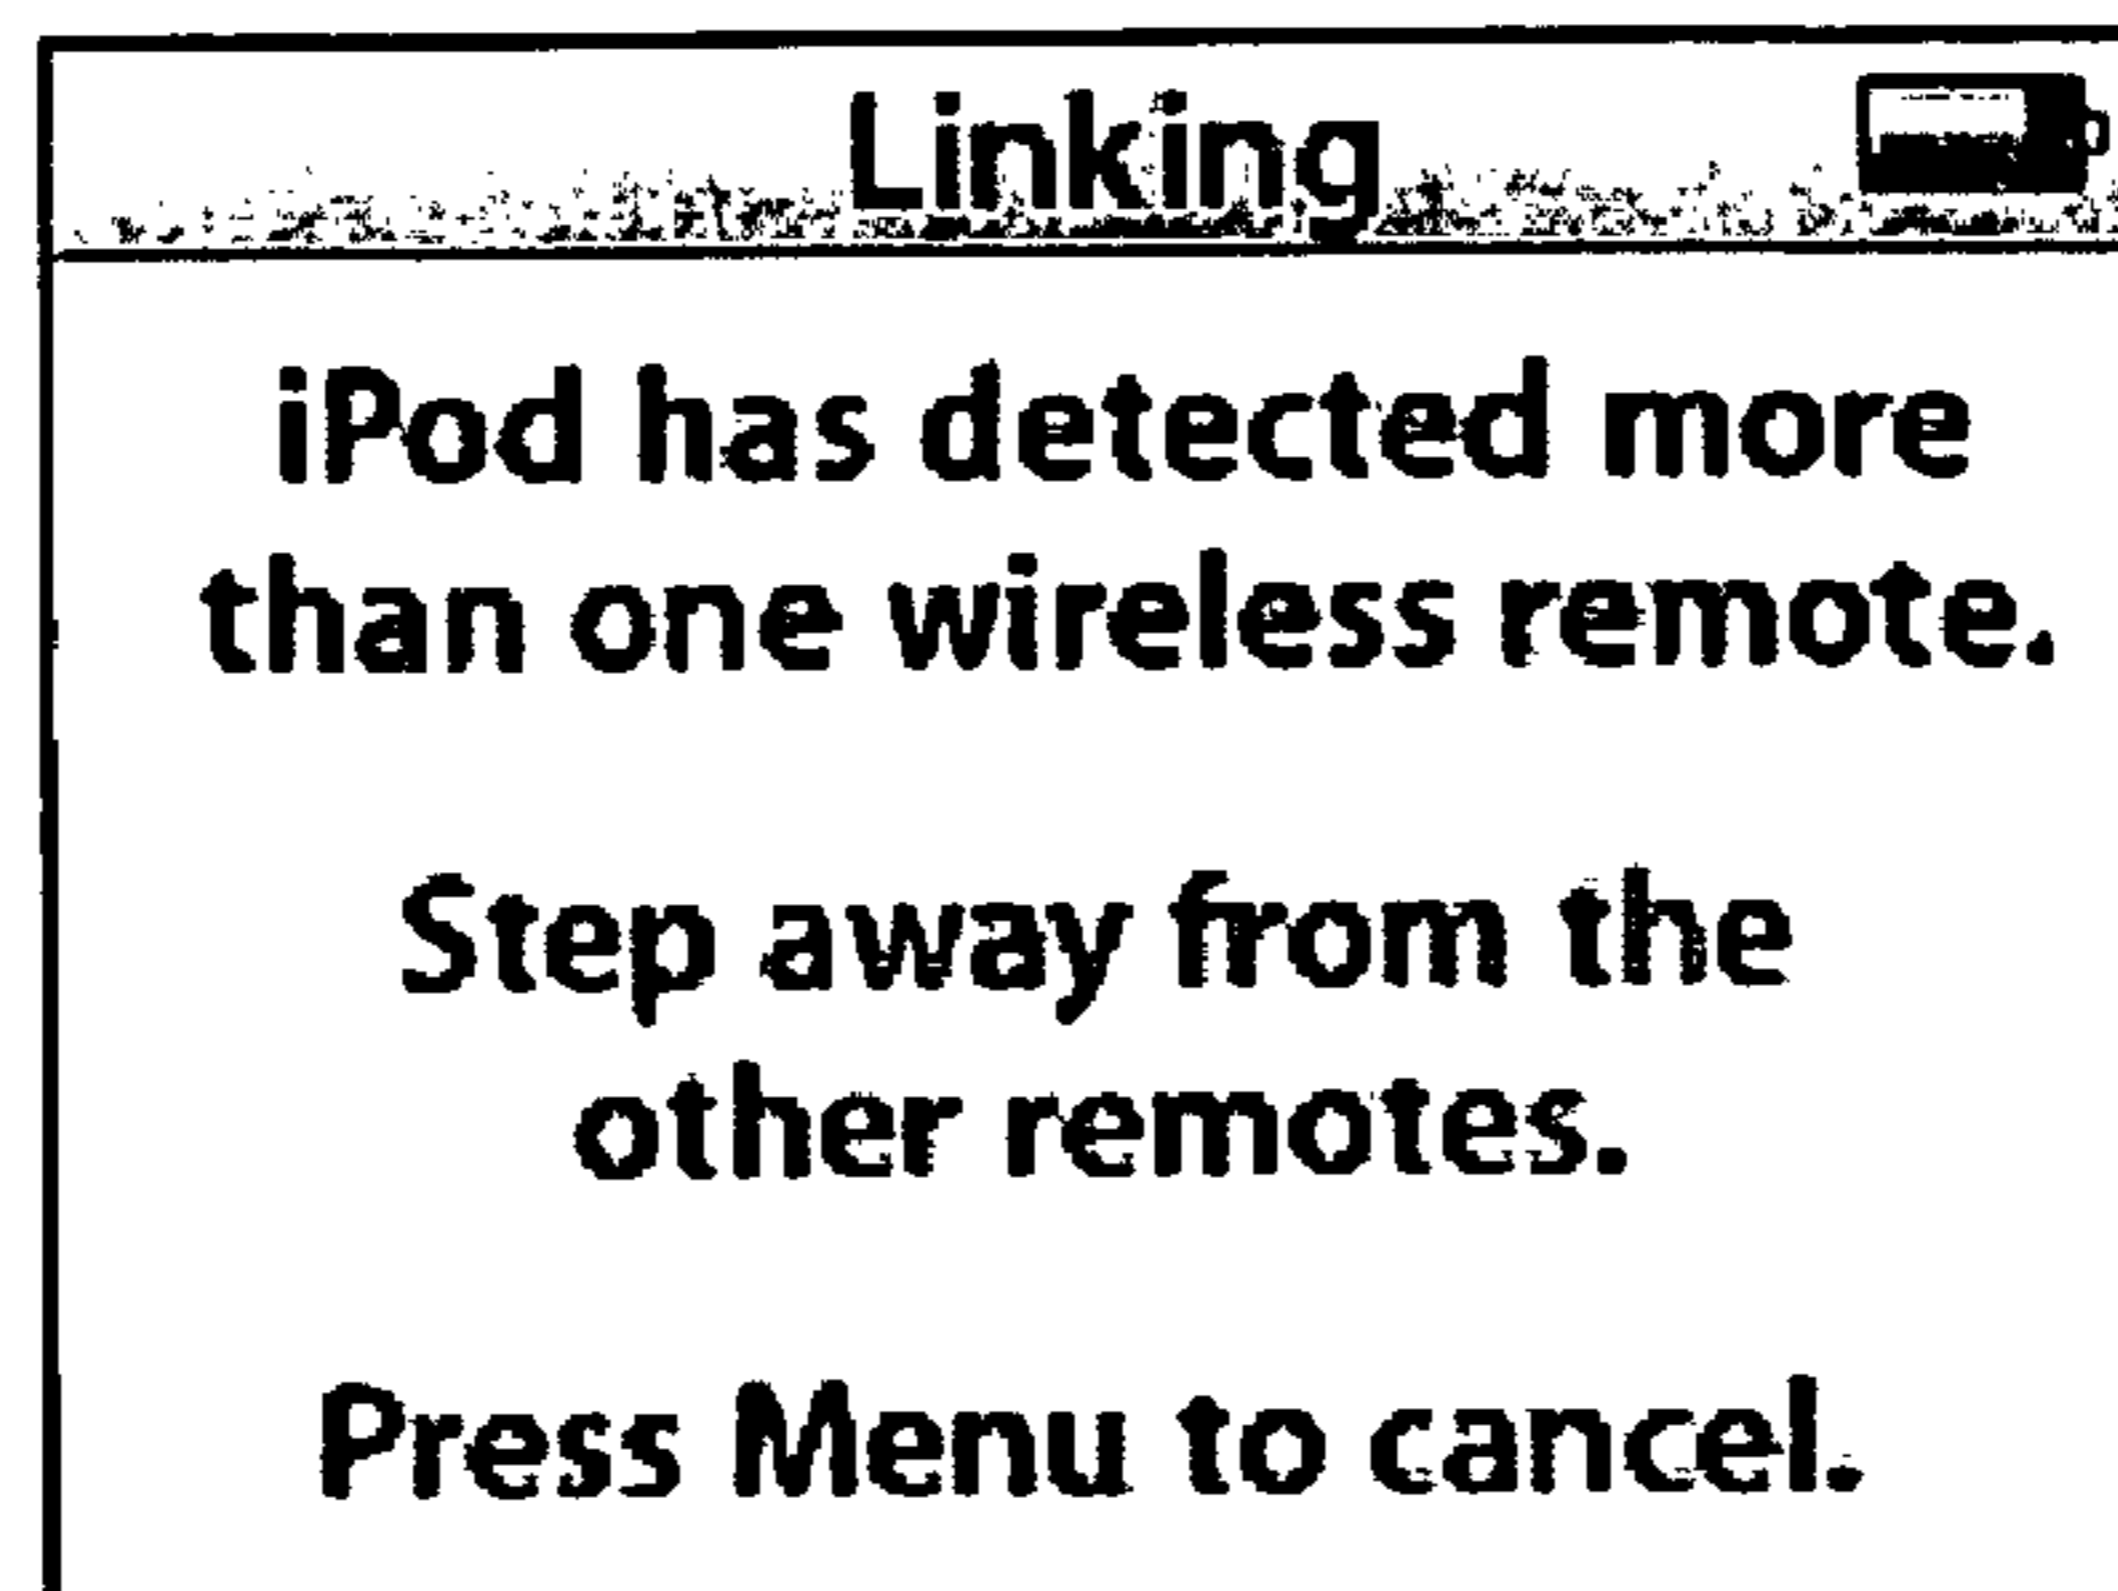 Linking
iPod has detected more
than one wireless remote.
Step away from the
other remotes.
Press Menu to cancel.